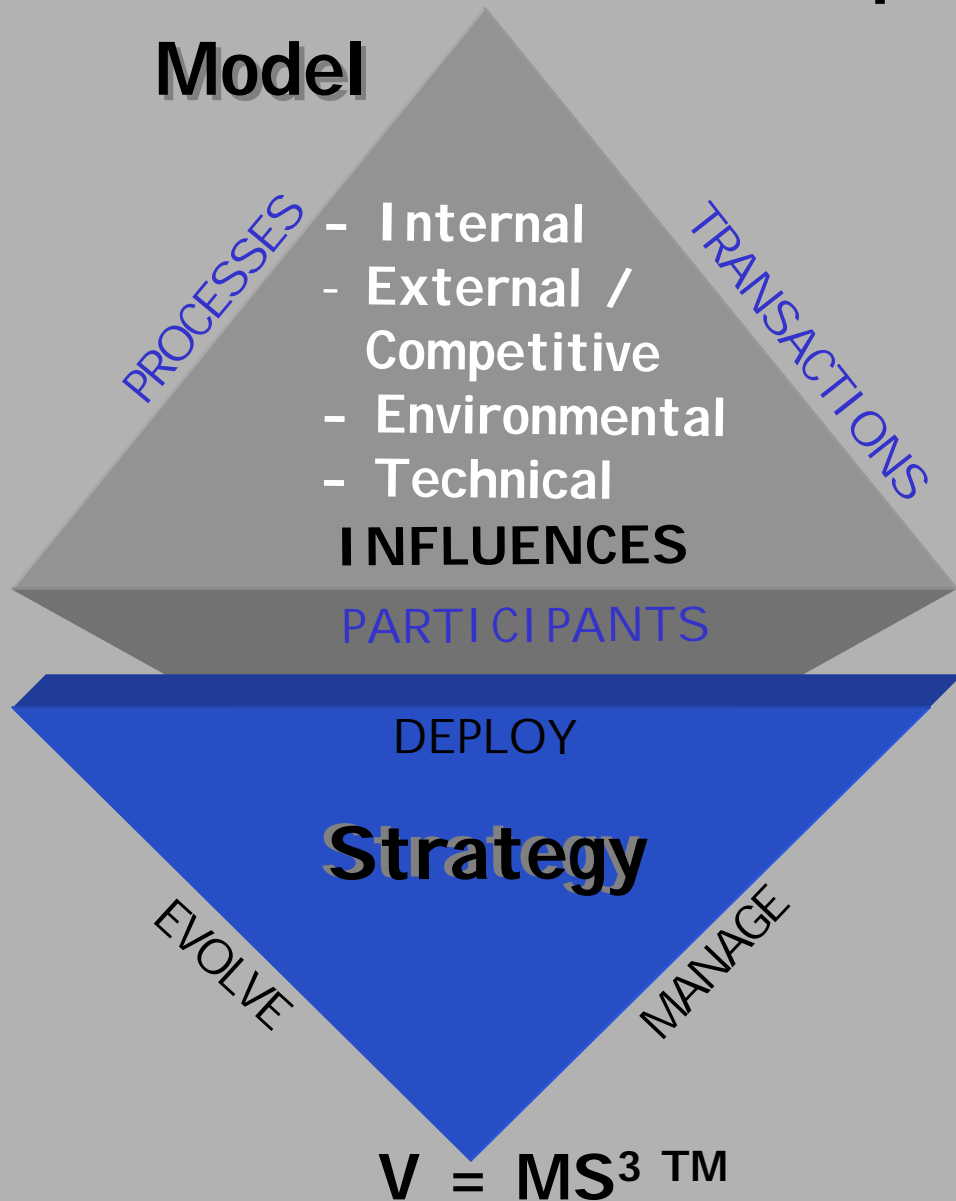 Model
PROCESSES
TRANSACTIONS
- Internal
- External /
Competitive
- Environmental
- Technical
INFLUENCES
PARTICIPANTS
DEPLOY
Strategy
EVOLVE
MANAGE
V = MS³ ™